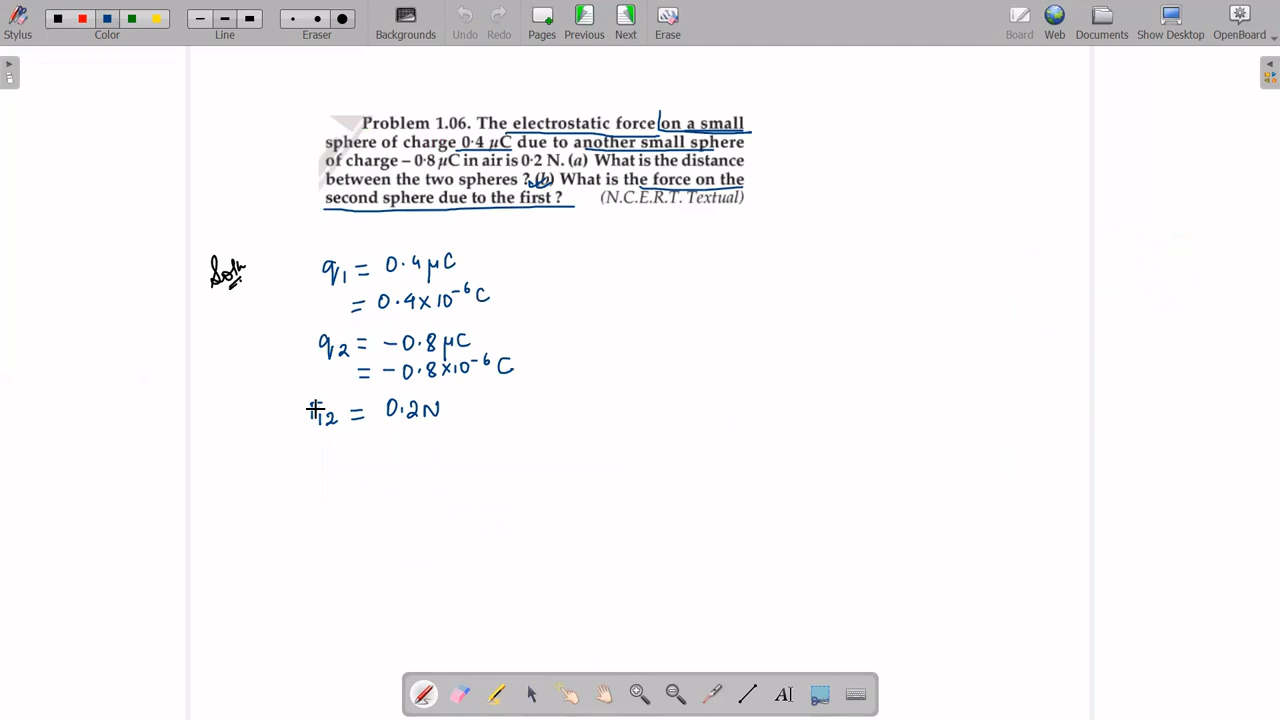 Stylus
Color
Line
Eraser
Backgrounds
Undo
Redo
Pages
Previous
Next
Erase
Board
Web
Documents
Show Desktop
OpenBoard
Problem 1.06. The electrostatic force on a small
sphere of charge 0·4 μC due to another small sphere
of charge – 0·8 μC in air is 0·2 N. (a) What is the distance
between the two spheres ? (b) What is the force on the
second sphere due to the first ? (N.C.E.R.T. Textual)
Soln
q1 = 0.4 μC
= 0.4 × 10⁻⁶ C
q2 = -0.8 μC
= -0.8 × 10⁻⁶ C
F12 = 0.2 N
AI